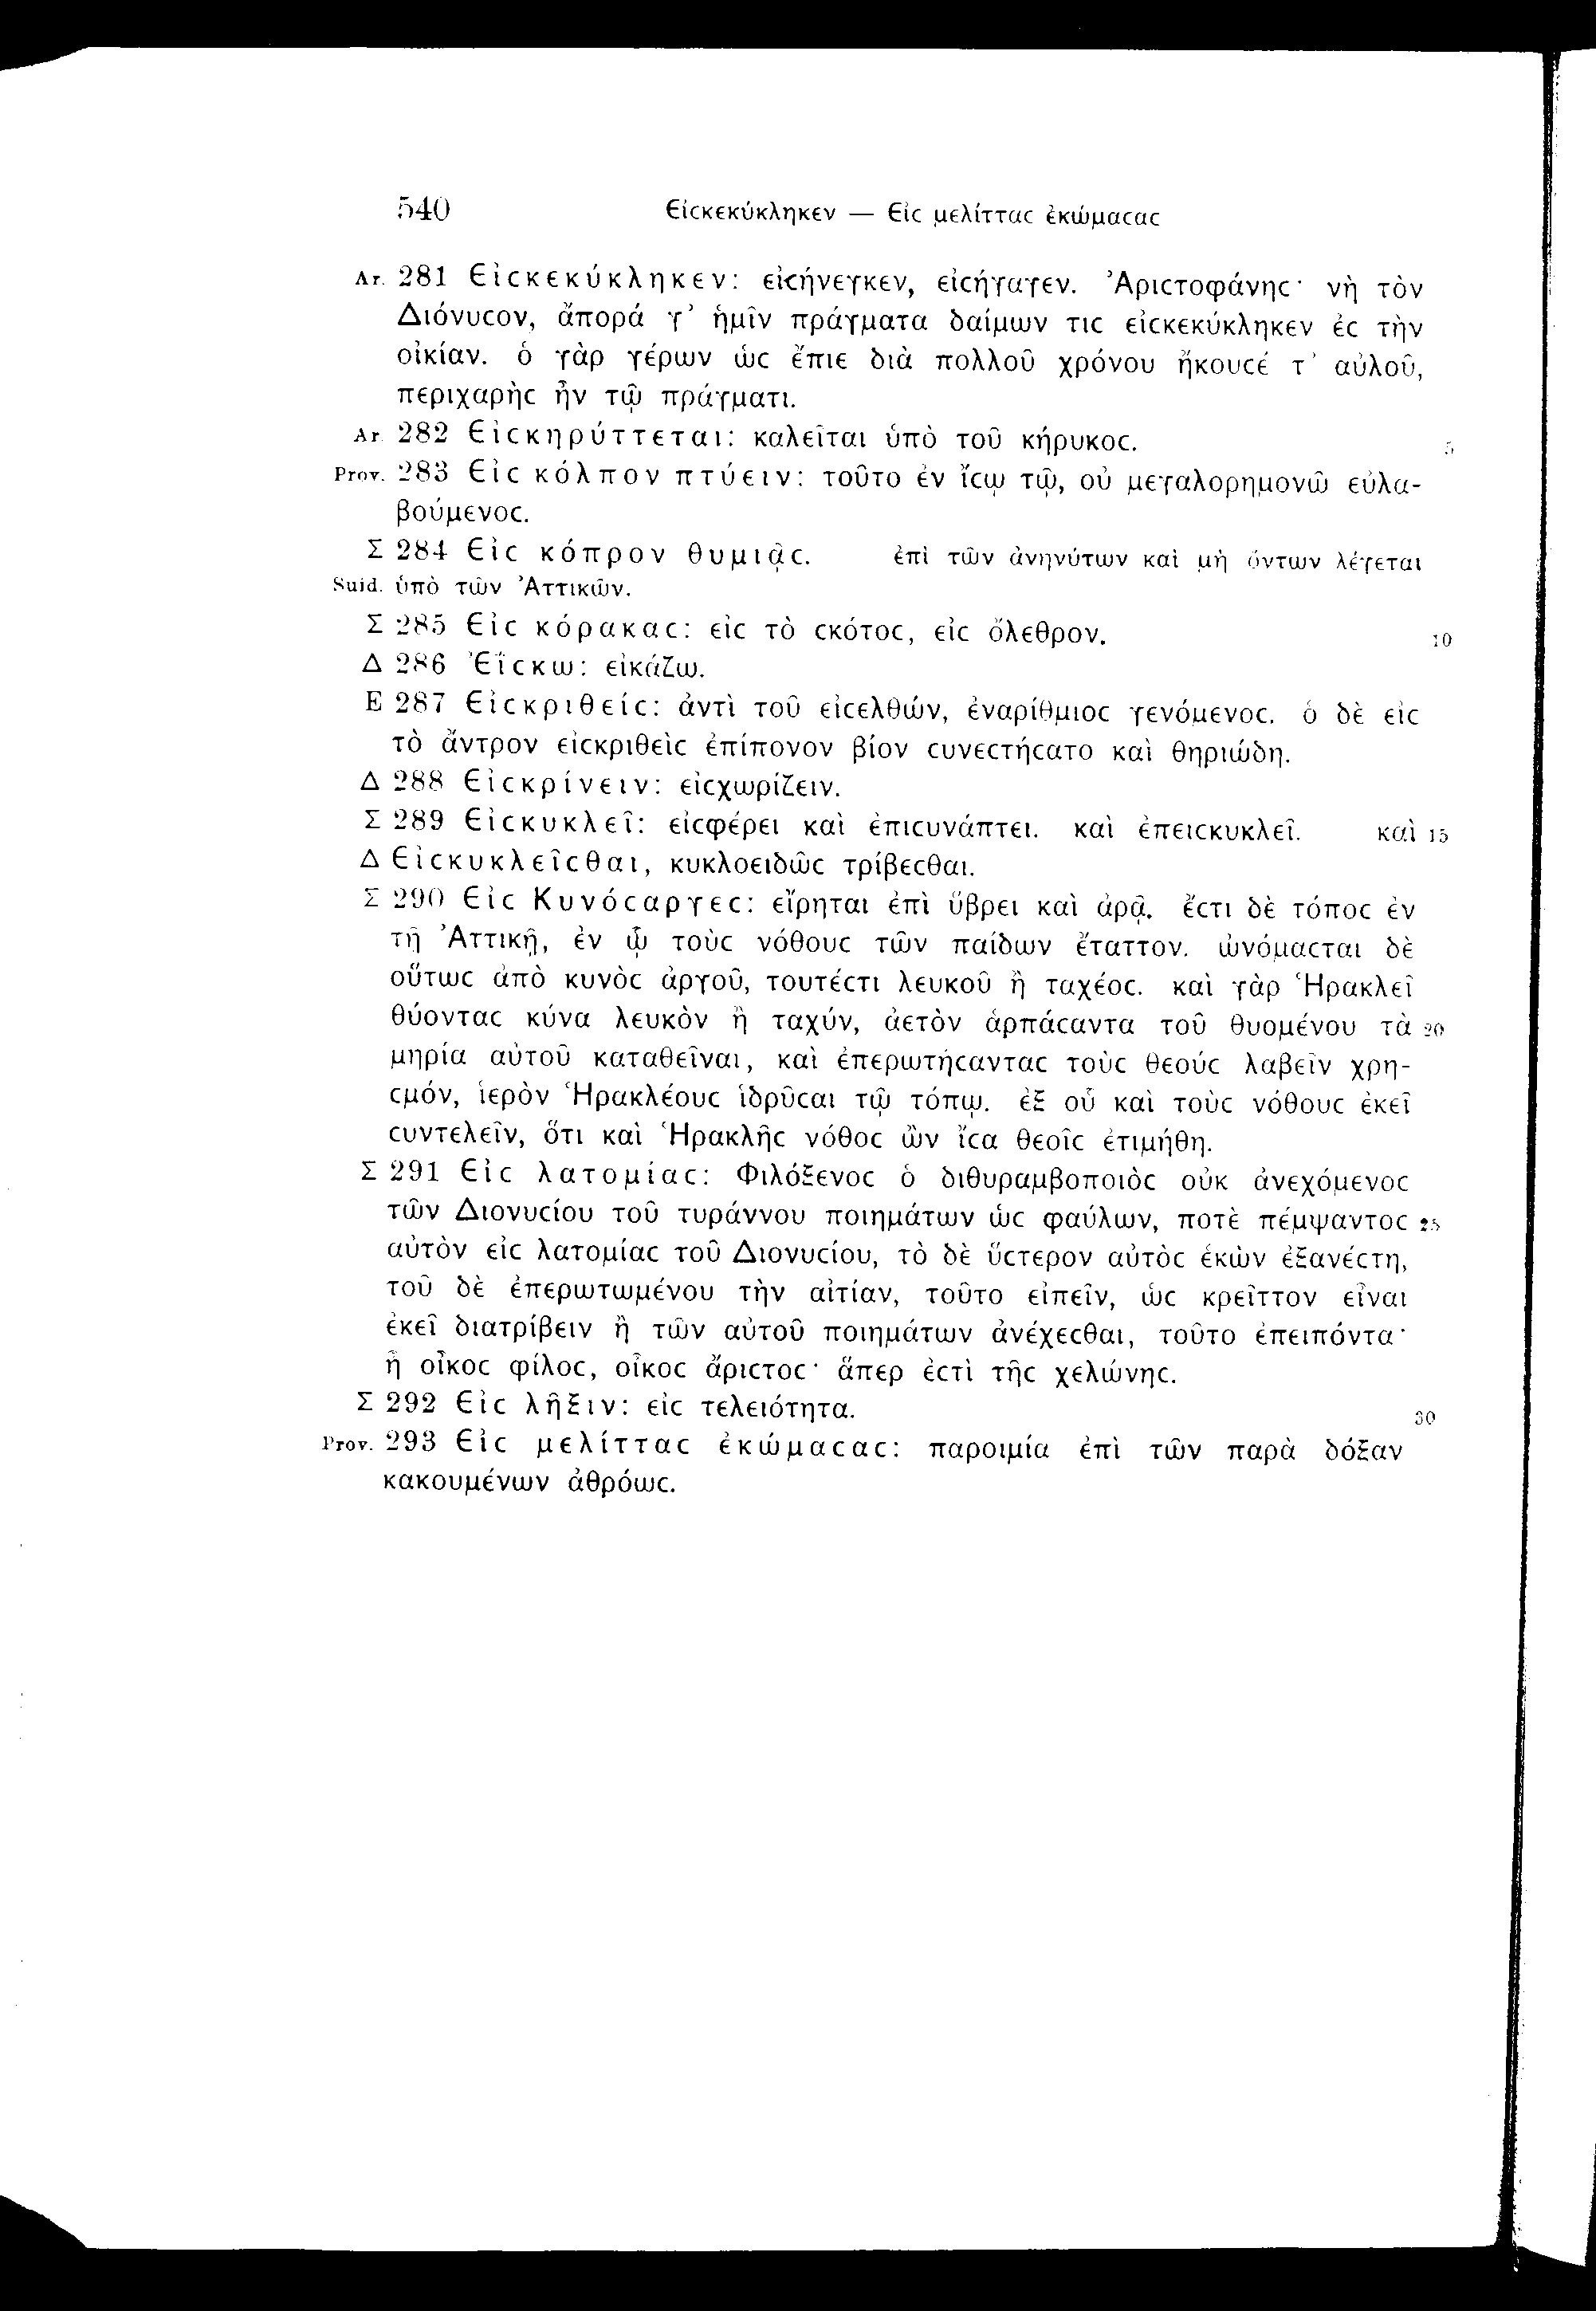 540 Εἰϲκεκύκληκεν — Εἰϲ μελίτταϲ ἐκώμαϲαϲ
Ar. 281 Εἰϲκεκύκληκεν: εἰϲήνεγκεν, εἰϲήγαγεν. Ἀριϲτοφάνηϲ· νὴ τὸν
Διόνυϲον, ἄπορά γ’ ἡμῖν πράγματα δαίμων τιϲ εἰϲκεκύκληκεν ἐϲ τὴν
οἰκίαν. ὁ γὰρ γέρων ὡϲ ἔπιε διὰ πολλοῦ χρόνου ἤκουϲέ τ’ αὐλοῦ,
περιχαρὴϲ ἦν τῷ πράγματι.
Ar. 282 Εἰϲκηρύττεται: καλεῖται ὑπὸ τοῦ κήρυκοϲ. 5
Prov. 283 Εἰϲ κόλπον πτύειν: τοῦτο ἐν ἴϲῳ τῷ, οὐ μεγαλορημονῶ εὐλα-
βούμενοϲ.
Σ 284 Εἰϲ κόπρον θυμιᾷϲ. ἐπὶ τῶν ἀνηνύτων καὶ μὴ ὄντων λέγεται
Suid. ὑπὸ τῶν Ἀττικῶν.
Σ 285 Εἰϲ κόρακαϲ: εἰϲ τὸ ϲκότοϲ, εἰϲ ὄλεθρον. 10
Δ 286 Ἐΐϲκω: εἰκάζω.
E 287 Εἰϲκριθείϲ: ἀντὶ τοῦ εἰϲελθών, ἐναρίθμιοϲ γενόμενοϲ. ὁ δὲ εἰϲ
τὸ ἄντρον εἰϲκριθεὶϲ ἐπίπονον βίον ϲυνεϲτήϲατο καὶ θηριώδη.
Δ 288 Εἰϲκρίνειν: εἰϲχωρίζειν.
Σ 289 Εἰϲκυκλεῖ: εἰϲφέρει καὶ ἐπιϲυνάπτει. καὶ ἐπειϲκυκλεῖ. καὶ 15
Δ Εἰϲκυκλεῖϲθαι, κυκλοειδῶϲ τρίβεϲθαι.
Σ 290 Εἰϲ Κυνόϲαργεϲ: εἴρηται ἐπὶ ὕβρει καὶ ἀρᾷ. ἔϲτι δὲ τόποϲ ἐν
τῇ Ἀττικῇ, ἐν ᾧ τοὺϲ νόθουϲ τῶν παίδων ἔταττον. ὠνόμαϲται δὲ
οὕτωϲ ἀπὸ κυνὸϲ ἀργοῦ, τουτέϲτι λευκοῦ ἢ ταχέοϲ. καὶ γὰρ Ἡρακλεῖ
θύονταϲ κύνα λευκὸν ἢ ταχύν, ἀετὸν ἁρπάϲαντα τοῦ θυομένου τὰ 20
μηρία αὐτοῦ καταθεῖναι, καὶ ἐπερωτήϲανταϲ τοὺϲ θεοὺϲ λαβεῖν χρη-
ϲμόν, ἱερὸν Ἡρακλέουϲ ἱδρῦϲαι τῷ τόπῳ. ἐξ οὗ καὶ τοὺϲ νόθουϲ ἐκεῖ
ϲυντελεῖν, ὅτι καὶ Ἡρακλῆϲ νόθοϲ ὢν ἴϲα θεοῖϲ ἐτιμήθη.
Σ 291 Εἰϲ λατομίαϲ: Φιλόξενοϲ ὁ διθυραμβοποιὸϲ οὐκ ἀνεχόμενοϲ
τῶν Διονυϲίου τοῦ τυράννου ποιημάτων ὡϲ φαύλων, ποτὲ πέμψαντοϲ 25
αὐτὸν εἰϲ λατομίαϲ τοῦ Διονυϲίου, τὸ δὲ ὕϲτερον αὐτὸϲ ἑκὼν ἐξανέϲτη,
τοῦ δὲ ἐπερωτωμένου τὴν αἰτίαν, τοῦτο εἰπεῖν, ὡϲ κρεῖττον εἶναι
ἐκεῖ διατρίβειν ἢ τῶν αὐτοῦ ποιημάτων ἀνέχεϲθαι, τοῦτο ἐπειπόντα·
ἢ οἶκοϲ φίλοϲ, οἶκοϲ ἄριϲτοϲ· ἅπερ ἐϲτὶ τῆϲ χελώνηϲ.
Σ 292 Εἰϲ λῆξιν: εἰϲ τελειότητα. 30
Prov. 293 Εἰϲ μελίτταϲ ἐκώμαϲαϲ: παροιμία ἐπὶ τῶν παρὰ δόξαν
κακουμένων ἀθρόωϲ.